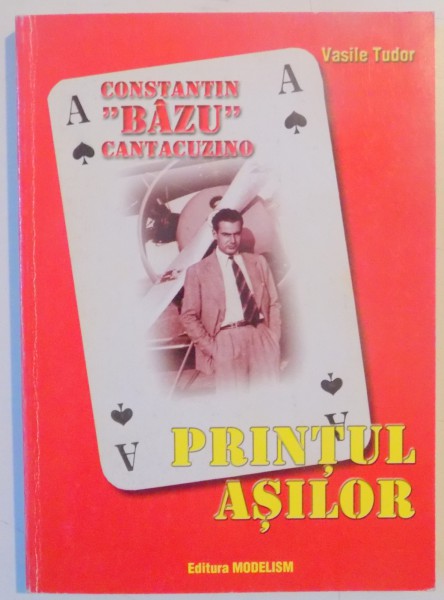 Vasile Tudor
A
A
CONSTANTIN
"BÂZU"
CANTACUZINO
A
A
PRINȚUL
AȘILOR
Editura MODELISM